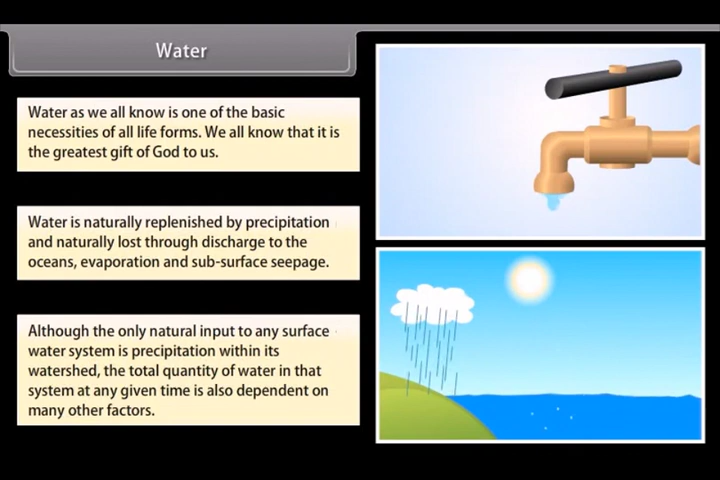 Water
Water as we all know is one of the basic
necessities of all life forms. We all know that it is
the greatest gift of God to us.
Water is naturally replenished by precipitation
and naturally lost through discharge to the
oceans, evaporation and sub-surface seepage.
Although the only natural input to any surface
water system is precipitation within its
watershed, the total quantity of water in that
system at any given time is also dependent on
many other factors.